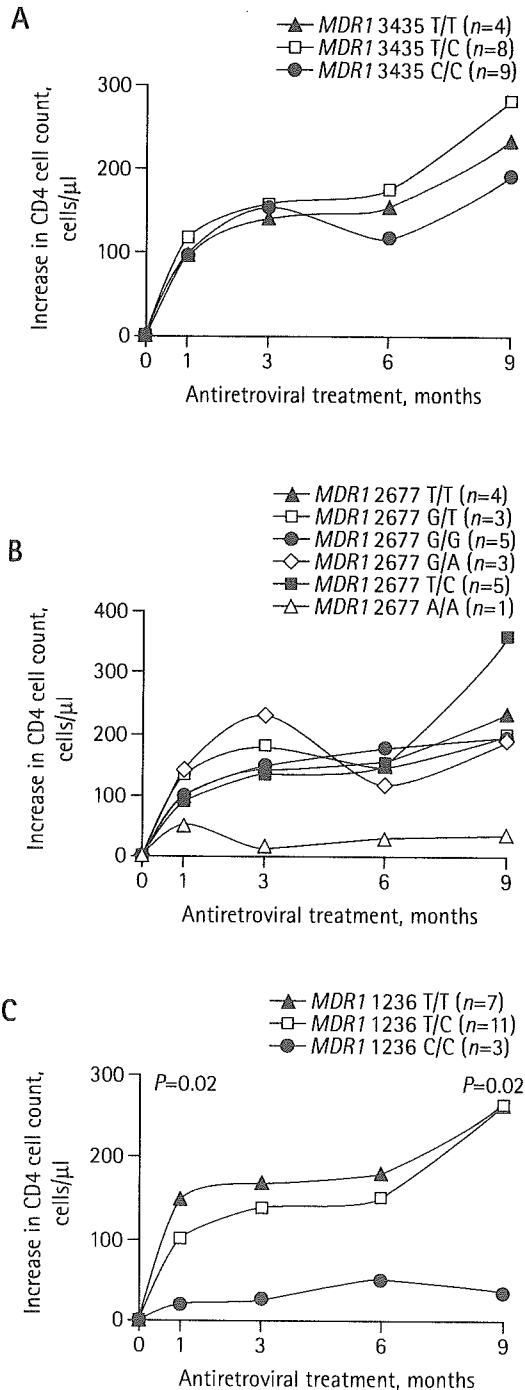 A
MDR1 3435 T/T (n=4)
MDR1 3435 T/C (n=8)
MDR1 3435 C/C (n=9)
300
200
100
0
Increase in CD4 cell count,
cells/µl
0 1 3 6 9
Antiretroviral treatment, months
B
MDR1 2677 T/T (n=4)
MDR1 2677 G/T (n=3)
MDR1 2677 G/G (n=5)
MDR1 2677 G/A (n=3)
MDR1 2677 T/C (n=5)
MDR1 2677 A/A (n=1)
400
300
200
100
0
Increase in CD4 cell count,
cells/µl
0 1 3 6 9
Antiretroviral treatment, months
C
MDR1 1236 T/T (n=7)
MDR1 1236 T/C (n=11)
MDR1 1236 C/C (n=3)
300
200
100
0
P=0.02 P=0.02
Increase in CD4 cell count,
cells/µl
0 1 3 6 9
Antiretroviral treatment, months